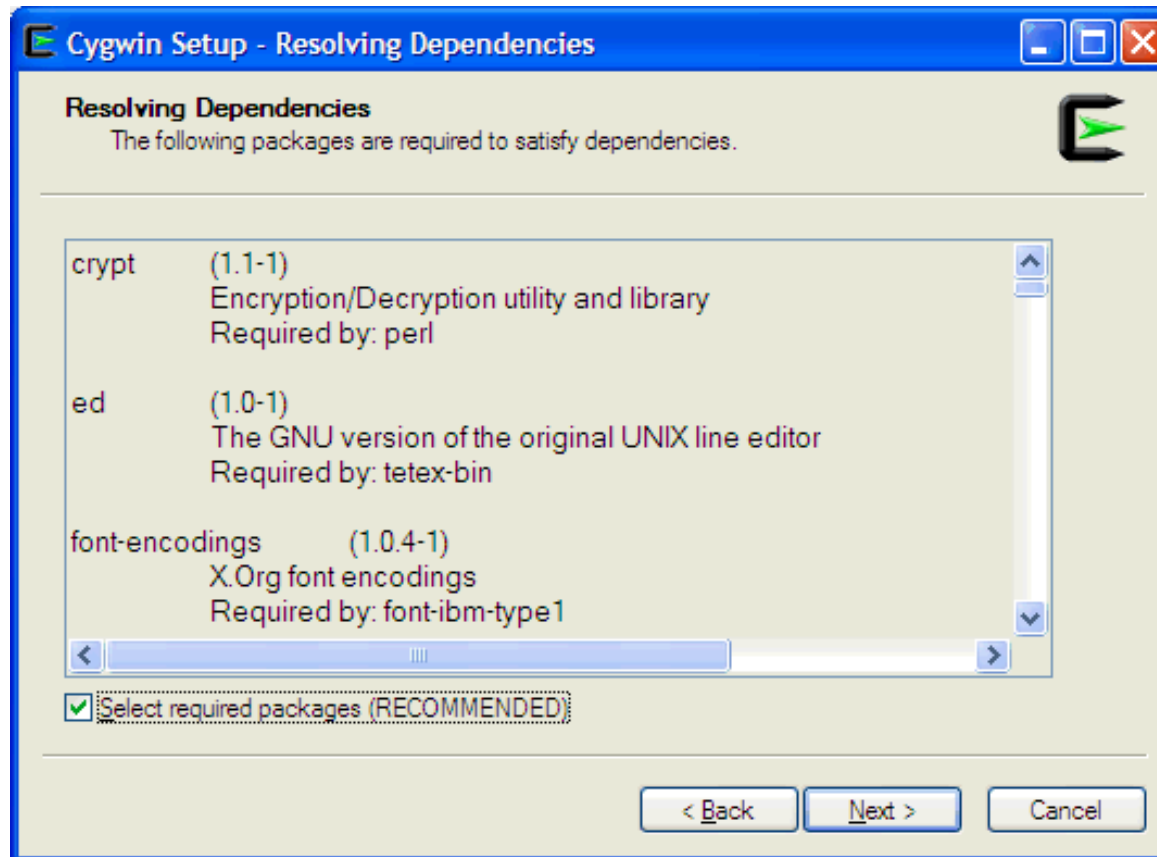 Cygwin Setup - Resolving Dependencies
Resolving Dependencies
The following packages are required to satisfy dependencies.
crypt (1.1-1)
Encryption/Decryption utility and library
Required by: perl
ed (1.0-1)
The GNU version of the original UNIX line editor
Required by: tetex-bin
font-encodings (1.0.4-1)
X.Org font encodings
Required by: font-ibm-type1
Select required packages (RECOMMENDED)
< Back Next > Cancel